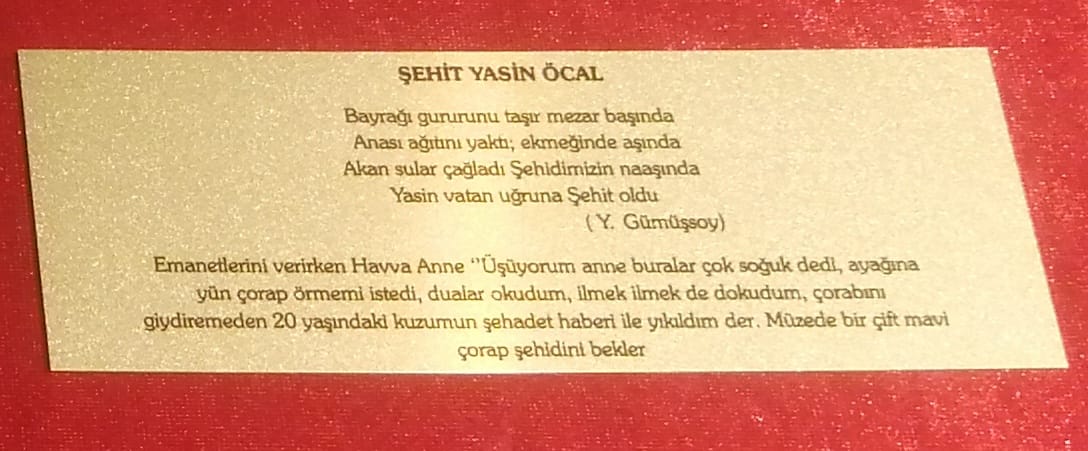 ŞEHİT YASİN ÖCAL
Bayrağı gururunu taşır mezar başında
Anası ağıtını yaktı; ekmeğinde aşında
Akan sular çağladı Şehidimizin naaşında
Yasin vatan uğruna Şehit oldu
( Y. Gümüşsoy)
Emanetlerini verirken Havva Anne ‘‘Üşüyorum anne buralar çok soğuk dedi, ayağına
yün çorap örmemi istedi, dualar okudum, ilmek ilmek de dokudum, çorabını
giydiremeden 20 yaşındaki kuzumun şehadet haberi ile yıkıldım der. Müzede bir çift mavi
çorap şehidini bekler